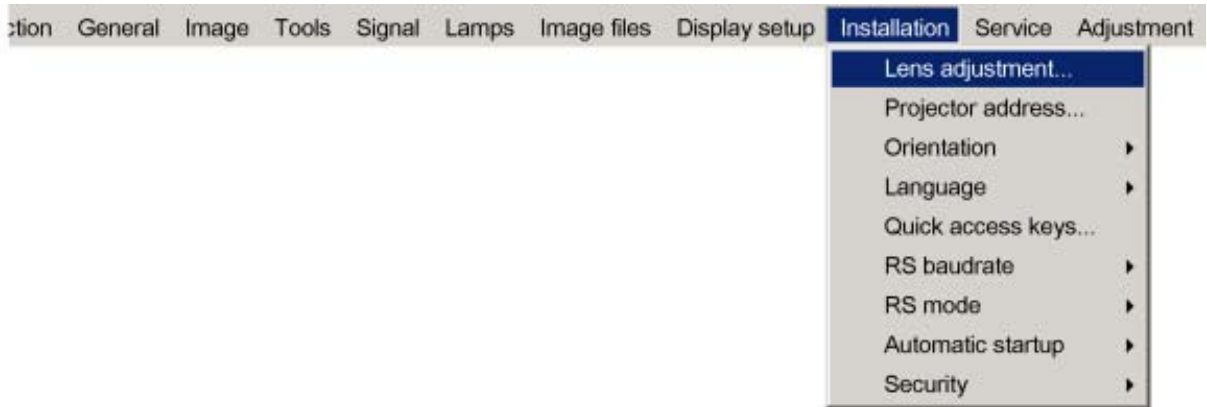 General Image Tools Signal Lamps Image files Display setup Installation Service Adjustment
Lens adjustment...
Projector address...
Orientation
Language
Quick access keys...
RS baudrate
RS mode
Automatic startup
Security